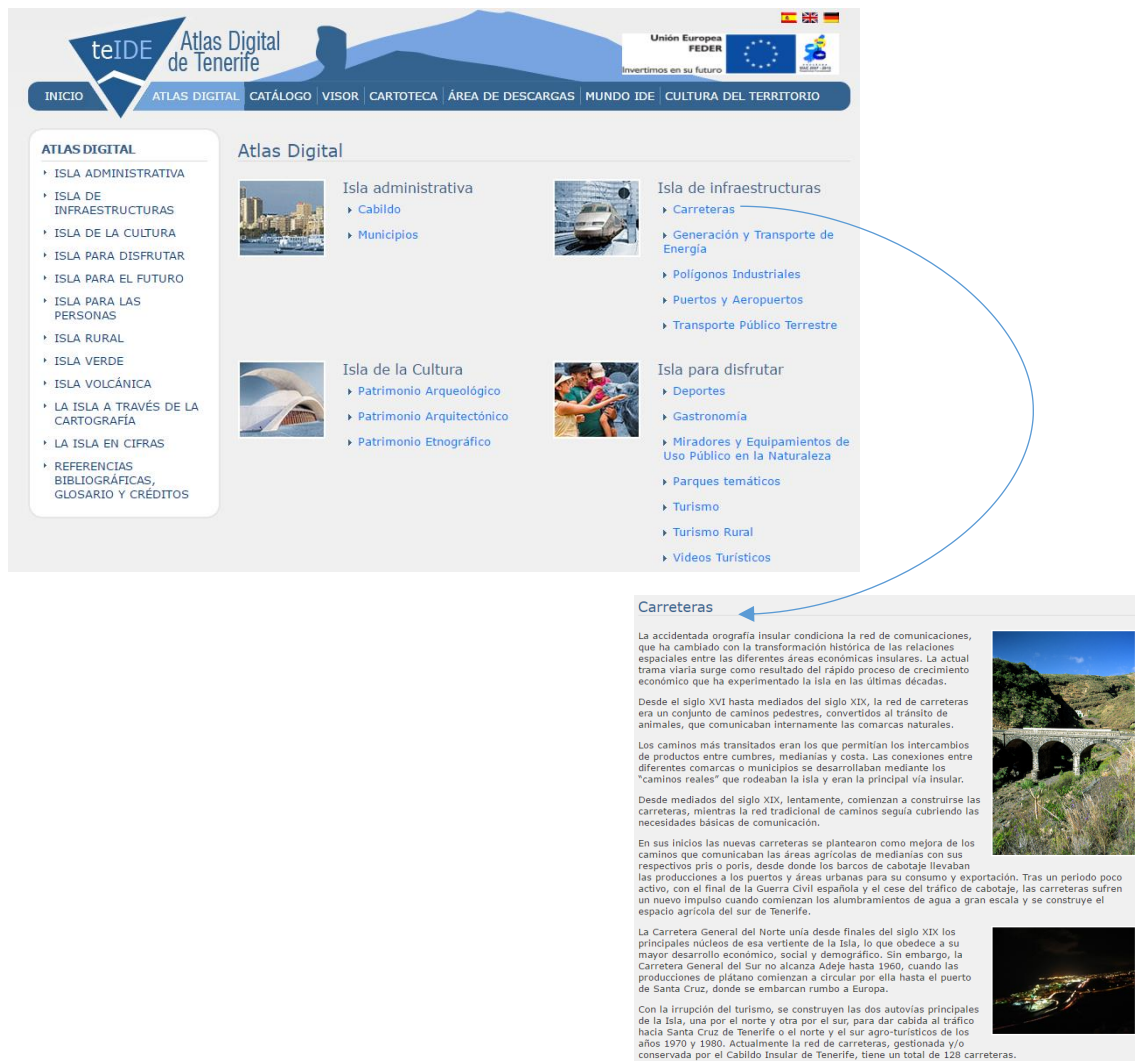 teIDE
Atlas Digital
de Tenerife
Unión Europea
FEDER
Invertimos en su futuro
INICIO
ATLAS DIGITAL
CATÁLOGO
VISOR
CARTOTECA
ÁREA DE DESCARGAS
MUNDO IDE
CULTURA DEL TERRITORIO
ATLAS DIGITAL
ISLA ADMINISTRATIVA
ISLA DE
INFRAESTRUCTURAS
ISLA DE LA CULTURA
ISLA PARA DISFRUTAR
ISLA PARA EL FUTURO
ISLA PARA LAS
PERSONAS
ISLA RURAL
ISLA VERDE
ISLA VOLCÁNICA
LA ISLA A TRAVÉS DE LA
CARTOGRAFÍA
LA ISLA EN CIFRAS
REFERENCIAS
BIBLIOGRÁFICAS,
GLOSARIO Y CRÉDITOS
Atlas Digital
Isla administrativa
Cabildo
Municipios
Isla de infraestructuras
Carreteras
Generación y Transporte de
Energía
Polígonos Industriales
Puertos y Aeropuertos
Transporte Público Terrestre
Isla de la Cultura
Patrimonio Arqueológico
Patrimonio Arquitectónico
Patrimonio Etnográfico
Isla para disfrutar
Deportes
Gastronomía
Miradores y Equipamientos de
Uso Público en la Naturaleza
Parques temáticos
Turismo
Turismo Rural
Videos Turísticos
Carreteras
La accidentada orografía insular condiciona la red de comunicaciones,
que ha cambiado con la transformación histórica de las relaciones
espaciales entre las diferentes áreas económicas insulares. La actual
trama viaria surge como resultado del rápido proceso de crecimiento
económico que ha experimentado la isla en las últimas décadas.
Desde el siglo XVI hasta mediados del siglo XIX, la red de carreteras
era un conjunto de caminos pedestres, convertidos al tránsito de
animales, que comunicaban internamente las comarcas naturales.
Los caminos más transitados eran los que permitían los intercambios
de productos entre cumbres, medianías y costa. Las conexiones entre
diferentes comarcas o municipios se desarrollaban mediante los
"caminos reales" que rodeaban la isla y eran la principal vía insular.
Desde mediados del siglo XIX, lentamente, comienzan a construirse las
carreteras, mientras la red tradicional de caminos seguía cubriendo las
necesidades básicas de comunicación.
En sus inicios las nuevas carreteras se plantearon como mejora de los
caminos que comunicaban las áreas agrícolas de medianías con sus
respectivos pris o poris, desde donde los barcos de cabotaje llevaban
las producciones a los puertos y áreas urbanas para su consumo y exportación. Tras un periodo poco
activo, con el final de la Guerra Civil española y el cese del tráfico de cabotaje, las carreteras sufren
un nuevo impulso cuando comienzan los alumbramientos de agua a gran escala y se construye el
espacio agrícola del sur de Tenerife.
La Carretera General del Norte unía desde finales del siglo XIX los
principales núcleos de esa vertiente de la Isla, lo que obedece a su
mayor desarrollo económico, social y demográfico. Sin embargo, la
Carretera General del Sur no alcanza Adeje hasta 1960, cuando las
producciones de plátano comienzan a circular por ella hasta el puerto
de Santa Cruz, donde se embarcan rumbo a Europa.
Con la irrupción del turismo, se construyen las dos autovías principales
de la Isla, una por el norte y otra por el sur, para dar cabida al tráfico
hacia Santa Cruz de Tenerife o el norte y el sur agro-turísticos de los
años 1970 y 1980. Actualmente la red de carreteras, gestionada y/o
conservada por el Cabildo Insular de Tenerife, tiene un total de 128 carreteras.